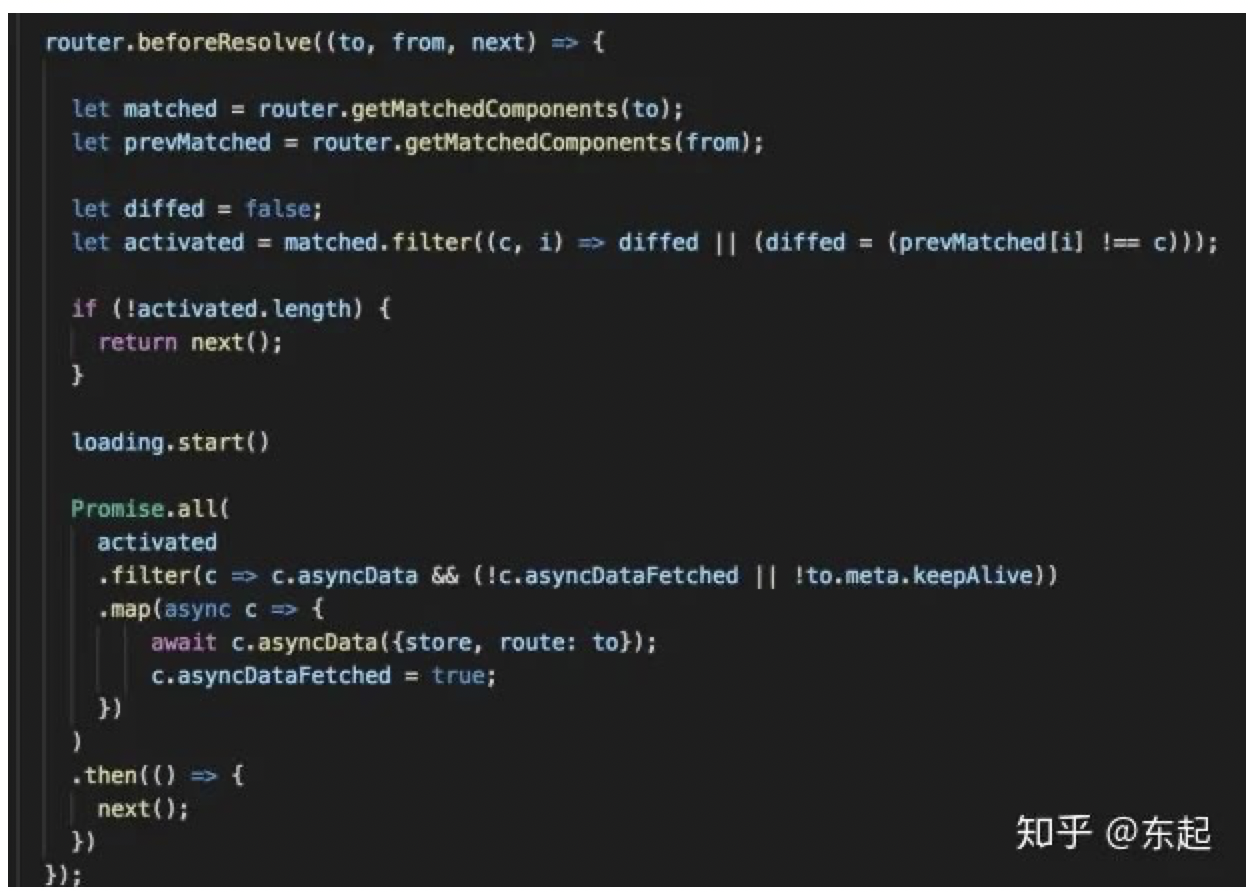 router.beforeResolve((to, from, next) => {
let matched = router.getMatchedComponents(to);
let prevMatched = router.getMatchedComponents(from);
let diffed = false;
let activated = matched.filter((c, i) => diffed || (diffed = (prevMatched[i] !== c)));
if (!activated.length) {
return next();
}
loading.start()
Promise.all(
activated
.filter(c => c.asyncData && (!c.asyncDataFetched || !to.meta.keepAlive))
.map(async c => {
await c.asyncData({store, route: to});
c.asyncDataFetched = true;
})
)
.then(() => {
next();
})
});
知乎 @东起